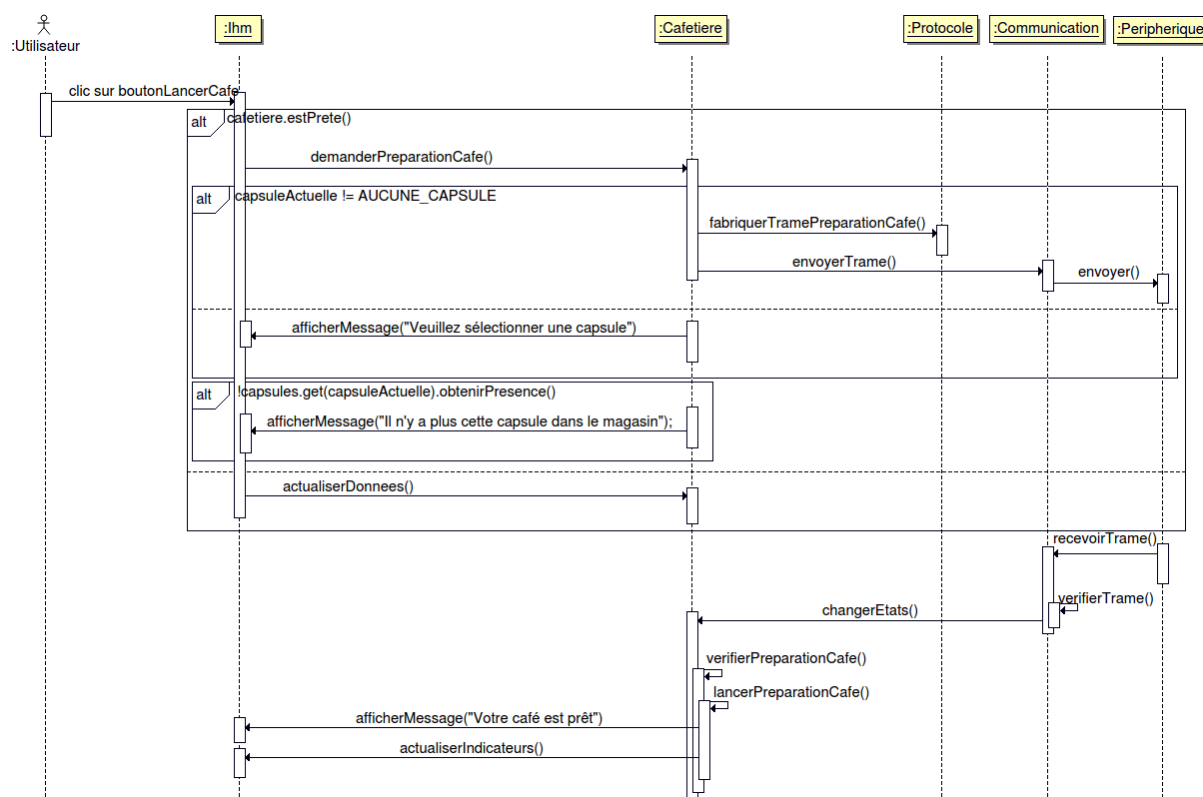 :Utilisateur
:Ihm
:Cafetiere
:Protocole
:Communication
:Peripherique
clic sur boutonLancerCafe
alt
cafetiere.estPrete()
demanderPreparationCafe()
alt
capsuleActuelle != AUCUNE_CAPSULE
fabriquerTramePreparationCafe()
envoyerTrame()
envoyer()
afficherMessage("Veuillez sélectionner une capsule")
alt
!capsules.get(capsuleActuelle).obtenirPresence()
afficherMessage("Il n'y a plus cette capsule dans le magasin");
actualiserDonnees()
recevoirTrame()
verifierTrame()
changerEtats()
verifierPreparationCafe()
lancerPreparationCafe()
afficherMessage("Votre café est prêt")
actualiserIndicateurs()